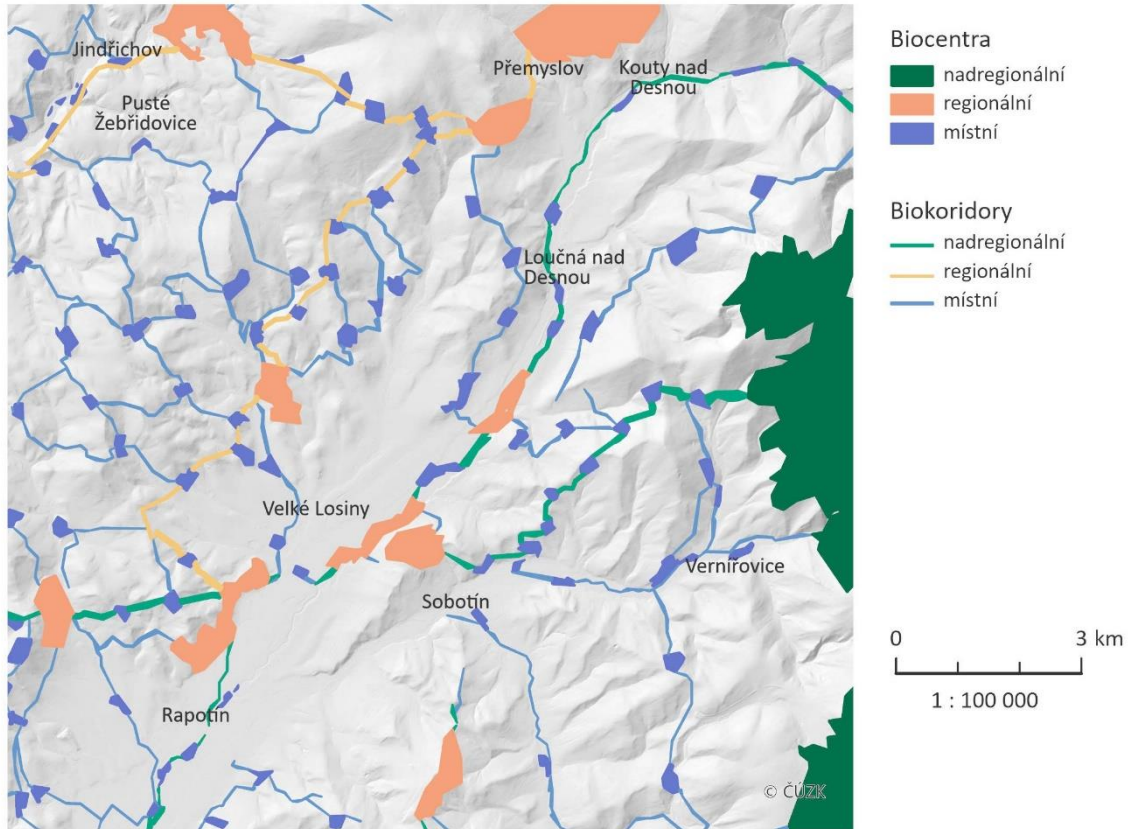 Jindřichov
Pusté
Žebřidovice
Přemyslov
Kouty nad
Desnou
Loučná nad
Desnou
Velké Losiny
Vernířovice
Sobotín
Rapotín
© ČÚZK
Biocentra
nadregionální
regionální
místní
Biokoridory
nadregionální
regionální
místní
0 3 km
1 : 100 000